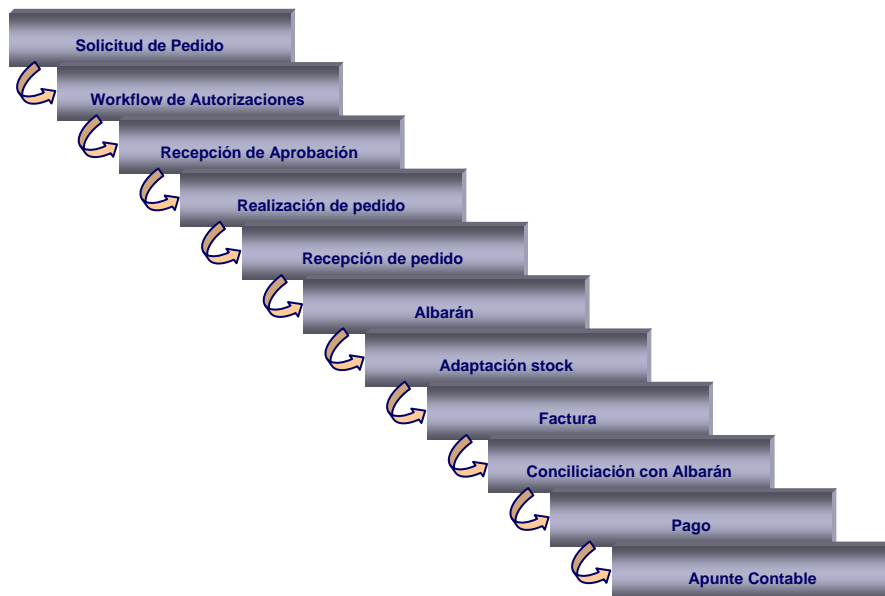 Solicitud de Pedido
Workflow de Autorizaciones
Recepción de Aprobación
Realización de pedido
Recepción de pedido
Albarán
Adaptación stock
Factura
Conciliciación con Albarán
Pago
Apunte Contable